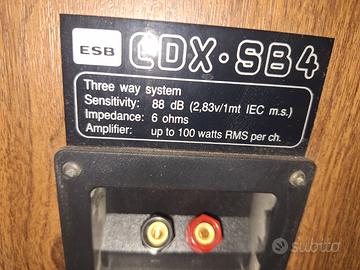 ESB CDX·SB4
Three way system
Sensitivity: 88 dB (2,83v/1mt IEC m.s.)
Impedance: 6 ohms
Amplifier: up to 100 watts RMS per ch.
subito